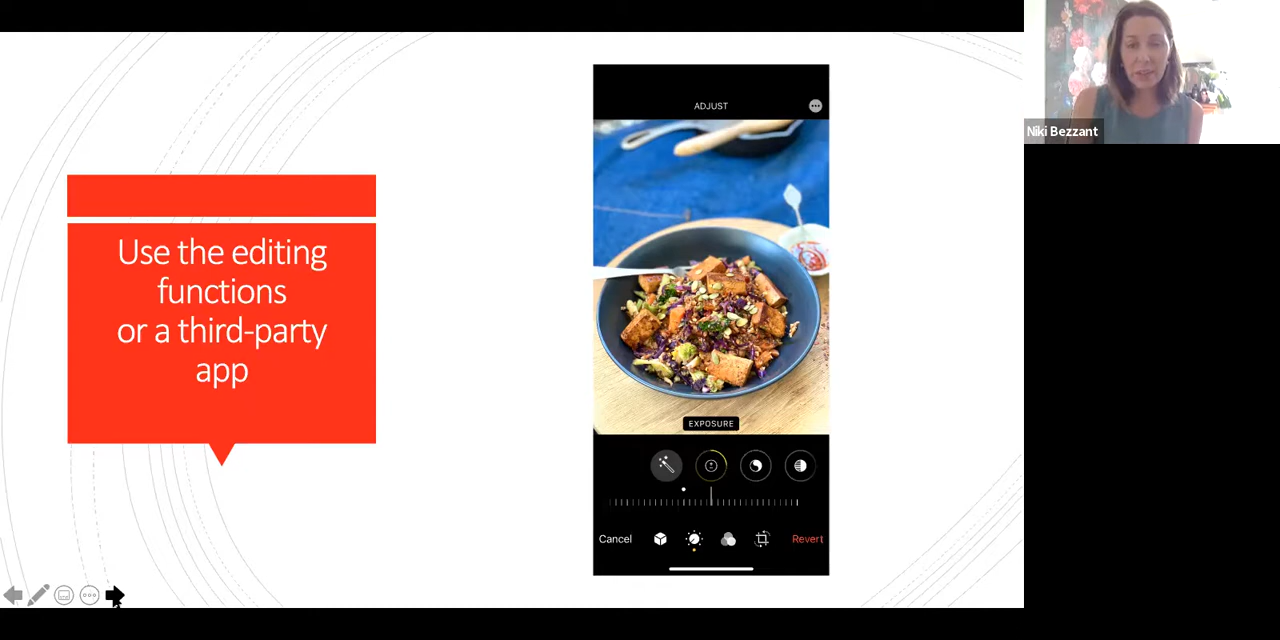 Use the editing
functions
or a third-party
app
ADJUST
EXPOSURE
Cancel
Revert
Niki Bezzant